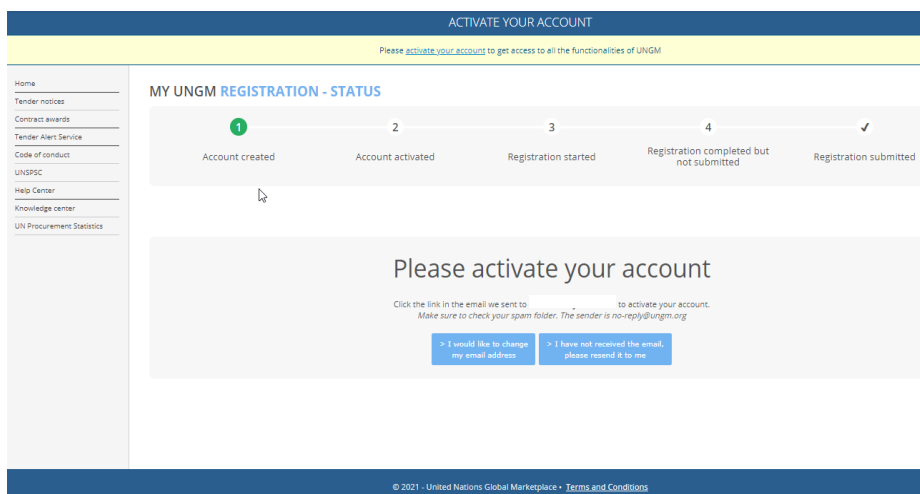 ACTIVATE YOUR ACCOUNT
Please activate your account to get access to all the functionalities of UNGM
Home
Tender notices
Contract awards
Tender Alert Service
Code of conduct
UNSPSC
Help Center
Knowledge center
UN Procurement Statistics
MY UNGM REGISTRATION - STATUS
1
2
3
4
✔
Account created
Account activated
Registration started
Registration completed but
not submitted
Registration submitted
Please activate your account
Click the link in the email we sent to to activate your account.
Make sure to check your spam folder. The sender is no-reply@ungm.org
> I would like to change
my email address
> I have not received the email,
please resend it to me
© 2021 - United Nations Global Marketplace • Terms and Conditions